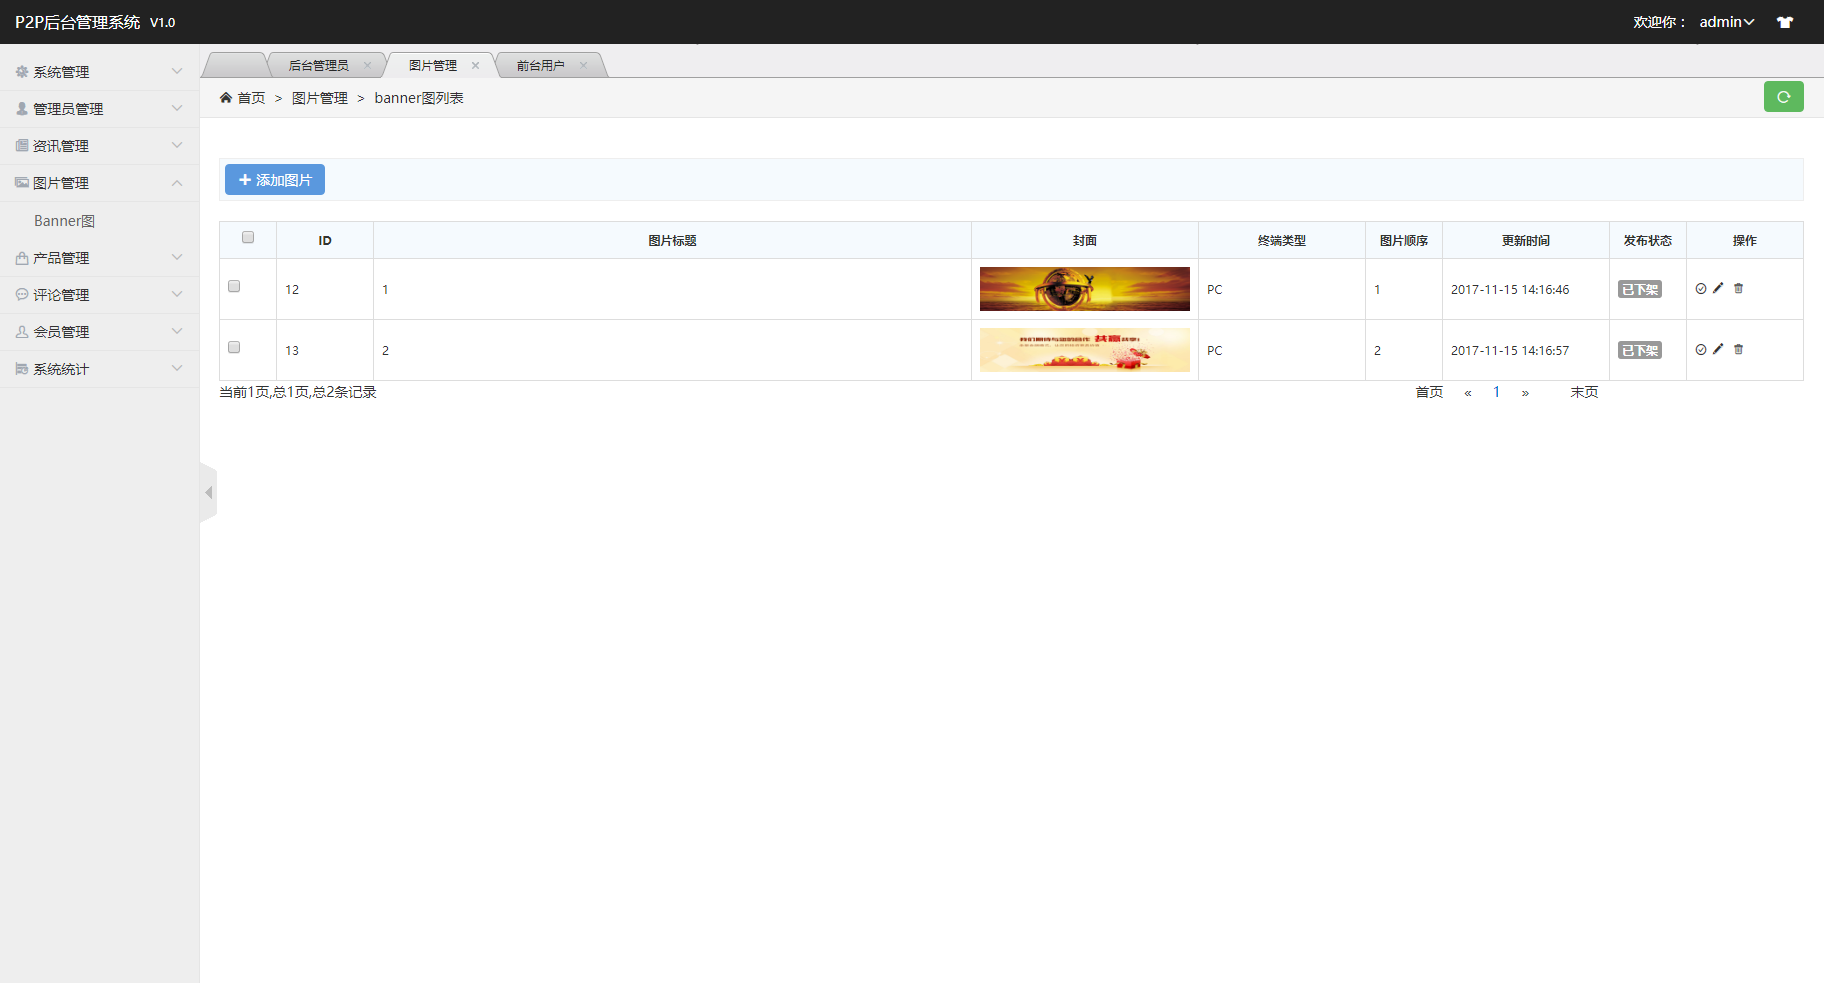 P2P后台管理系统 V1.0
欢迎你： admin
系统管理
管理员管理
资讯管理
图片管理
Banner图
产品管理
评论管理
会员管理
系统统计
后台管理员 × 图片管理 × 前台用户 ×
首页 > 图片管理 > banner图列表
添加图片
ID 图片标题 封面 终端类型 图片顺序 更新时间 发布状态 操作
12 1 PC 1 2017-11-15 14:16:46 已下架
共赢
13 2 PC 2 2017-11-15 14:16:57 已下架
当前1页,总1页,总2条记录
首页 « 1 » 末页